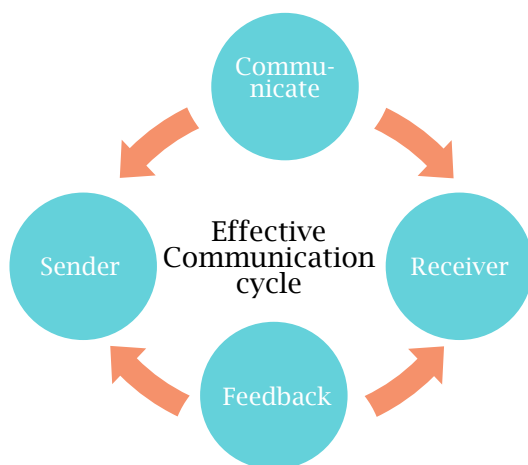 Commu-
nicate
Effective
Communication
cycle
Sender
Receiver
Feedback